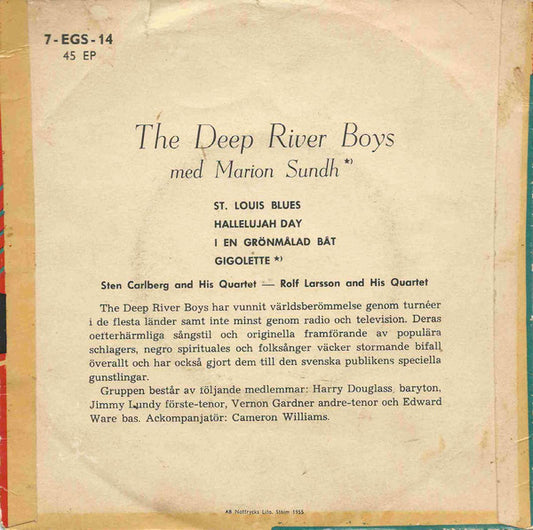 7-EGS-14
45 EP
The Deep River Boys
med Marion Sundh *)
ST. LOUIS BLUES
HALLELUJAH DAY
I EN GRÖNMÅLAD BÅT
GIGOLETTE *)
Sten Carlberg and His Quartet — Rolf Larsson and His Quartet
The Deep River Boys har vunnit världsberömmelse genom turnéer
i de flesta länder samt inte minst genom radio och television. Deras
oefterhärmliga sångstil och originella framförande av populära
schlagers, negro spirituales och folksånger väcker stormande bifall
överallt och har också gjort dem till den svenska publikens speciella
gunstlingar.
Gruppen består av följande medlemmar: Harry Douglass, baryton,
Jimmy Lundy förste-tenor, Vernon Gardner andre-tenor och Edward
Ware bas. Ackompanjatör: Cameron Williams.
AB Nottrycks Lito. Sthlm 1955